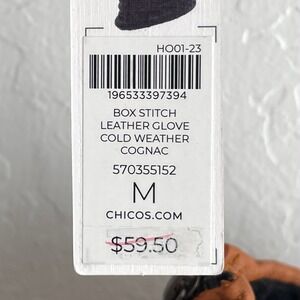 HO01-23
196533397394
BOX STITCH
LEATHER GLOVE
COLD WEATHER
COGNAC
570355152
M
CHICOS.COM
$59.50